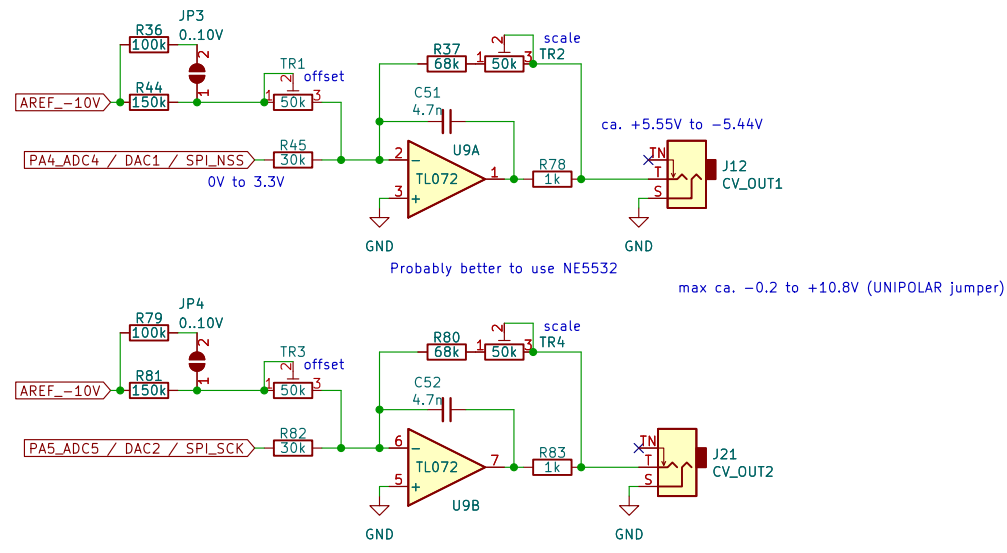 JP3
R36
0..10V
100k
2
1
R44
150k
AREF_-10V
TR1
offset
2
1
50k
3
R45
30k
PA4_ADC4 / DAC1 / SPI_NSS
0V to 3.3V
R37
68k
scale
2
TR2
1
50k
3
C51
4.7n
U9A
2
-
TL072
1
3
+
GND
R78
1k
ca. +5.55V to -5.44V
TN
T
S
J12
CV_OUT1
GND
Probably better to use NE5532
max ca. -0.2 to +10.8V (UNIPOLAR jumper)
JP4
R79
0..10V
100k
2
1
R81
150k
AREF_-10V
TR3
offset
2
1
50k
3
R82
30k
PA5_ADC5 / DAC2 / SPI_SCK
R80
68k
scale
2
TR4
1
50k
3
C52
4.7n
6
-
TL072
7
5
+
U9B
GND
R83
1k
TN
T
S
J21
CV_OUT2
GND